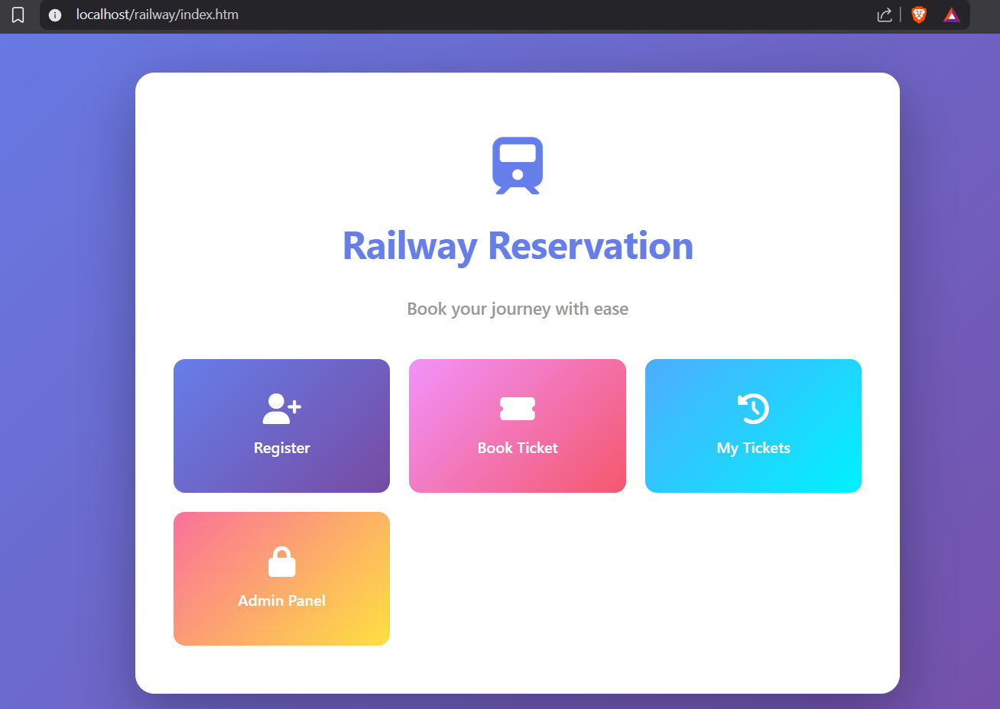 localhost/railway/index.htm
Railway Reservation
Book your journey with ease
Register
Book Ticket
My Tickets
Admin Panel